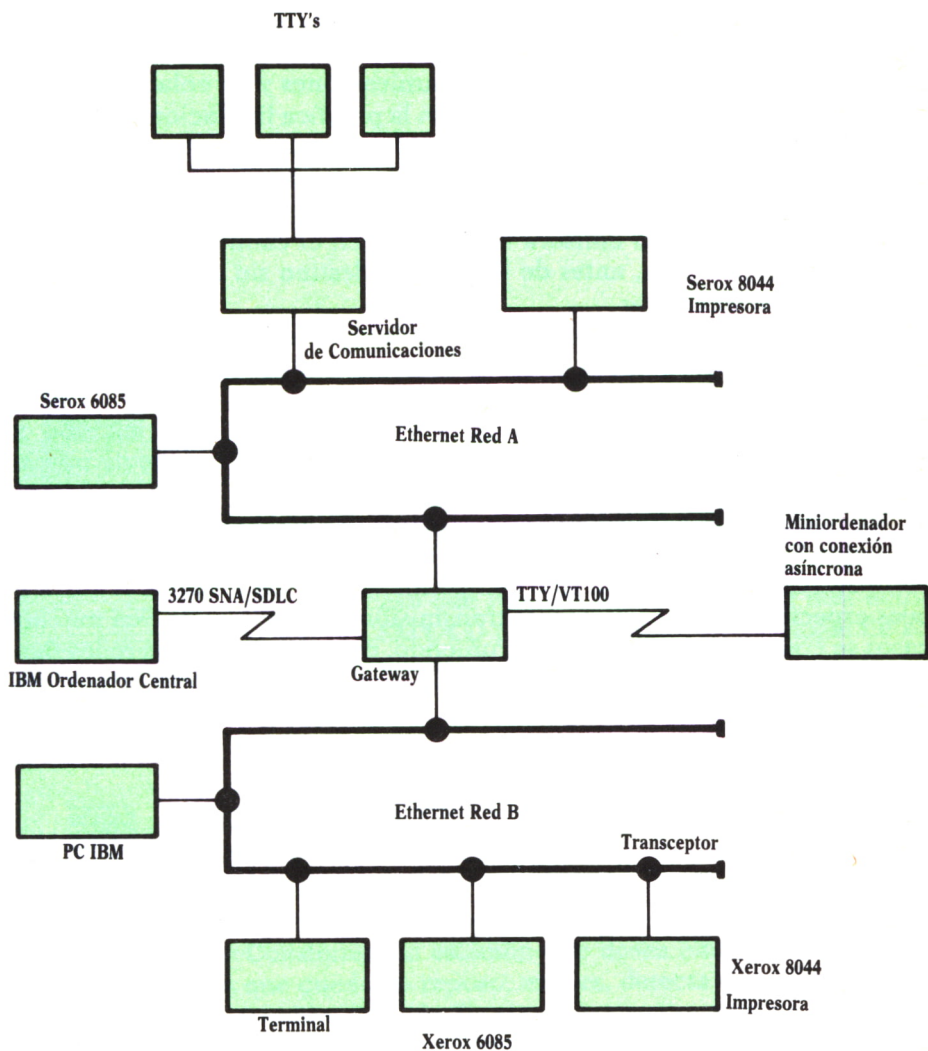 TTY's
Serox 8044
Impresora
Servidor
de Comunicaciones
Serox 6085
Ethernet Red A
Miniordenador
con conexión
asíncrona
3270 SNA/SDLC
TTY/VT100
IBM Ordenador Central
Gateway
Ethernet Red B
PC IBM
Transceptor
Terminal
Xerox 6085
Xerox 8044
Impresora